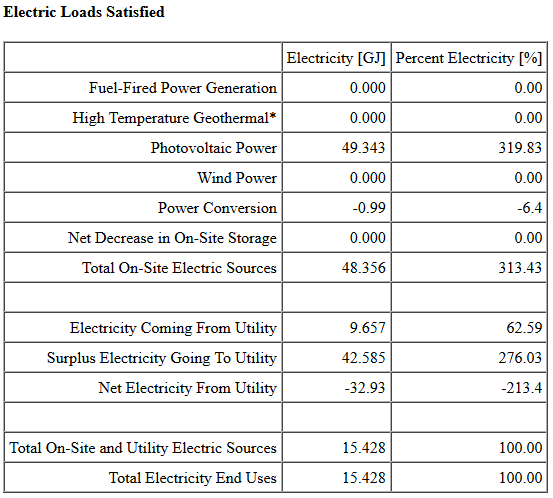 Electric Loads Satisfied
Electricity [GJ] Percent Electricity [%]
Fuel-Fired Power Generation 0.000 0.00
High Temperature Geothermal* 0.000 0.00
Photovoltaic Power 49.343 319.83
Wind Power 0.000 0.00
Power Conversion -0.99 -6.4
Net Decrease in On-Site Storage 0.000 0.00
Total On-Site Electric Sources 48.356 313.43
Electricity Coming From Utility 9.657 62.59
Surplus Electricity Going To Utility 42.585 276.03
Net Electricity From Utility -32.93 -213.4
Total On-Site and Utility Electric Sources 15.428 100.00
Total Electricity End Uses 15.428 100.00